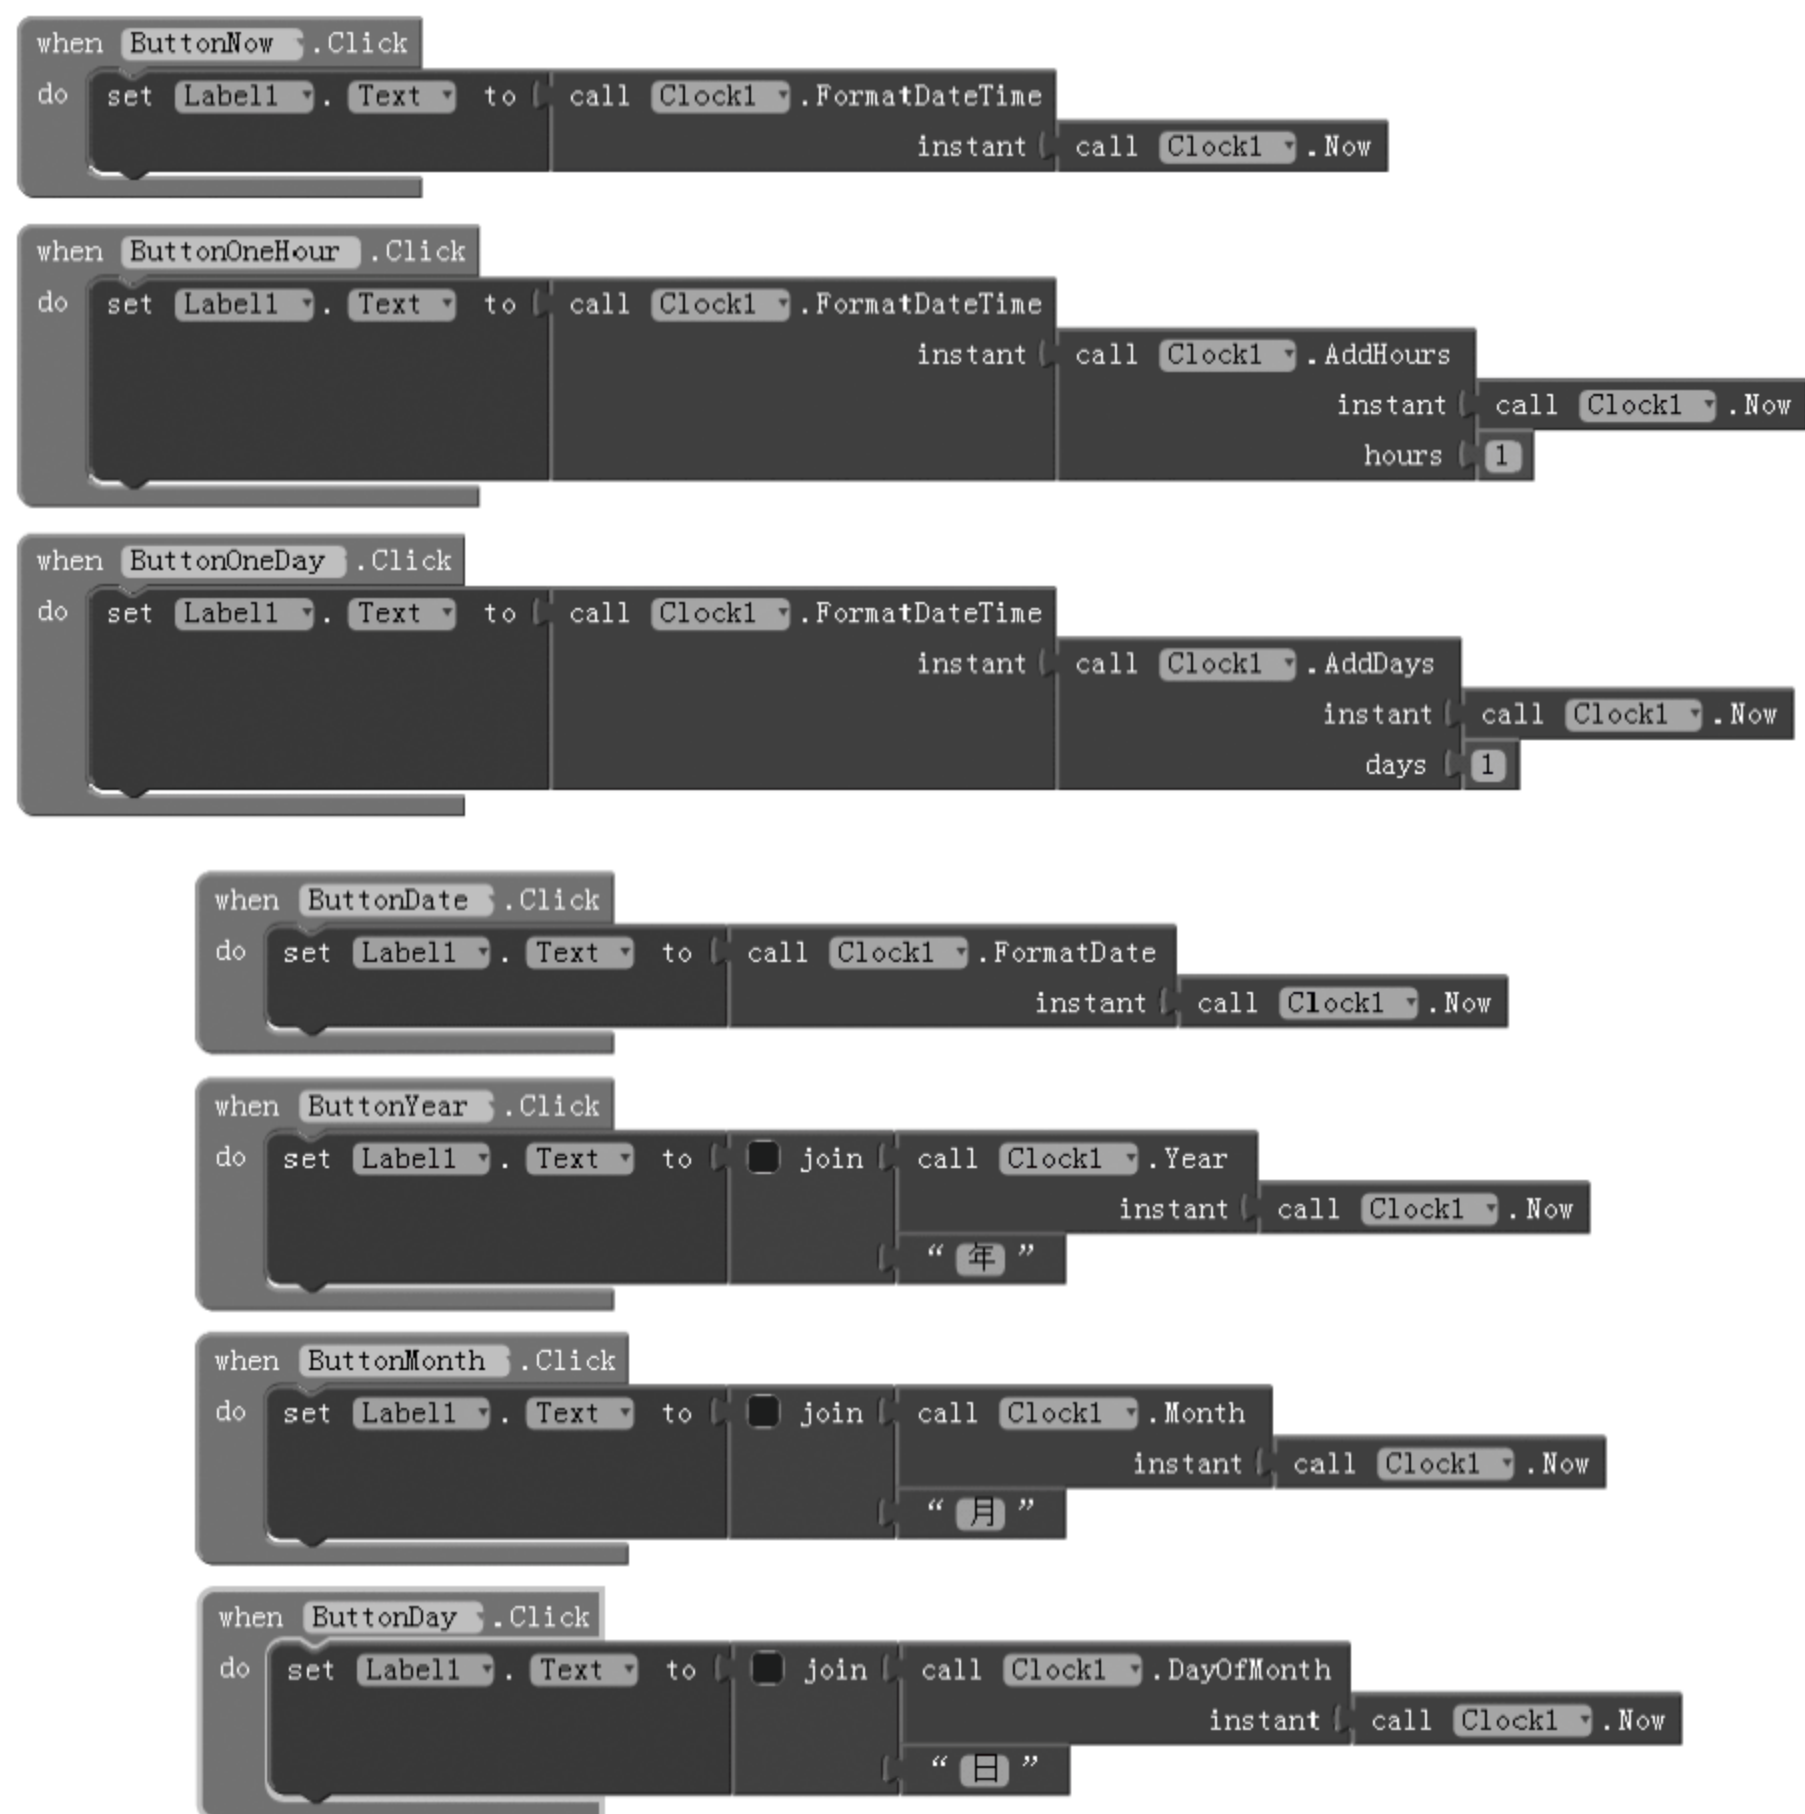 when ButtonNow .Click
do set Label1 . Text to call Clock1 .FormatDateTime
instant call Clock1 .Now
when ButtonOneHour .Click
do set Label1 . Text to call Clock1 .FormatDateTime
instant call Clock1 .AddHours
instant call Clock1 .Now
hours 1
when ButtonOneDay .Click
do set Label1 . Text to call Clock1 .FormatDateTime
instant call Clock1 .AddDays
instant call Clock1 .Now
days 1
when ButtonDate .Click
do set Label1 . Text to call Clock1 .FormatDate
instant call Clock1 .Now
when ButtonYear .Click
do set Label1 . Text to join call Clock1 .Year
instant call Clock1 .Now
“ 年 ”
when ButtonMonth .Click
do set Label1 . Text to join call Clock1 .Month
instant call Clock1 .Now
“ 月 ”
when ButtonDay .Click
do set Label1 . Text to join call Clock1 .DayOfMonth
instant call Clock1 .Now
“ 日 ”